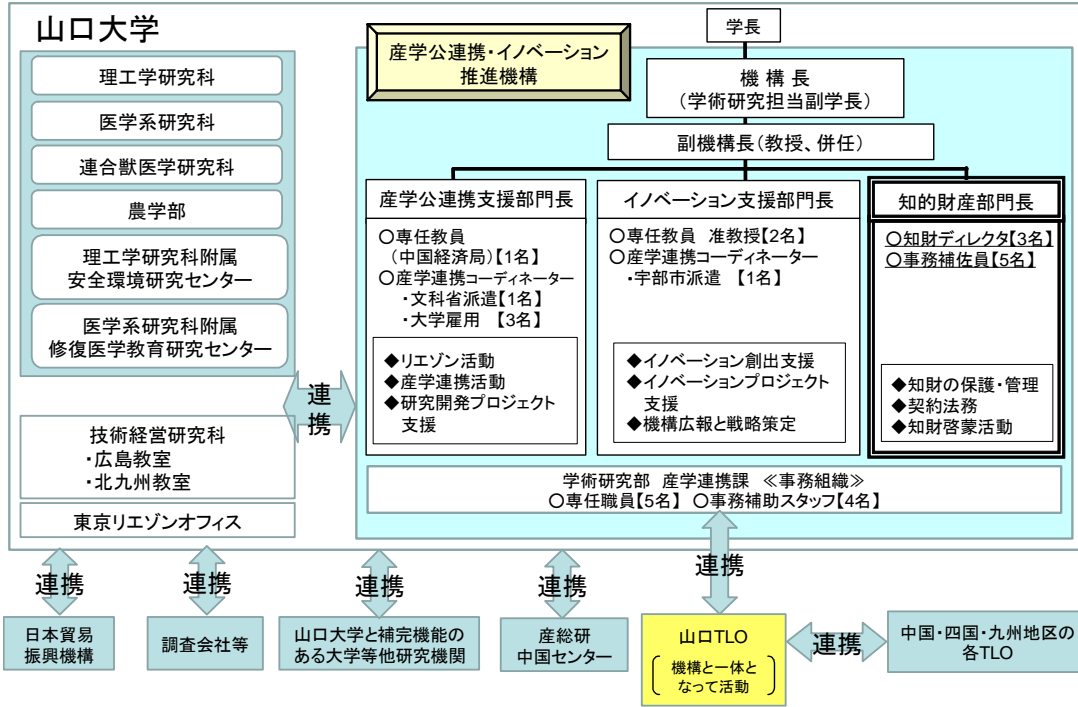 山口大学
理工学研究科
医学系研究科
連合獣医学研究科
農学部
理工学研究科附属
安全環境研究センター
医学系研究科附属
修復医学教育研究センター
技術経営研究科
・広島教室
・北九州教室
東京リエゾンオフィス
連携
産学公連携・イノベーション
推進機構
学長
機 構 長
(学術研究担当副学長)
副機構長(教授、併任)
産学公連携支援部門長
〇専任教員
(中国経済局)【1名】
〇産学連携コーディネーター
・文科省派遣【1名】
・大学雇用 【3名】
◆リエゾン活動
◆産学連携活動
◆研究開発プロジェクト
支援
イノベーション支援部門長
〇専任教員 准教授【2名】
〇産学連携コーディネーター
・宇部市派遣 【1名】
◆イノベーション創出支援
◆イノベーションプロジェクト
支援
◆機構広報と戦略策定
知的財産部門長
〇知財ディレクタ【3名】
〇事務補佐員【5名】
◆知財の保護・管理
◆契約法務
◆知財啓蒙活動
学術研究部 産学連携課 ≪事務組織≫
〇専任職員【5名】 〇事務補助スタッフ【4名】
連携
連携
連携
連携
連携
日本貿易
振興機構
調査会社等
山口大学と補完機能の
ある大学等他研究機関
産総研
中国センター
山口TLO
機構と一体と
なって活動
連携
中国・四国・九州地区の
各TLO